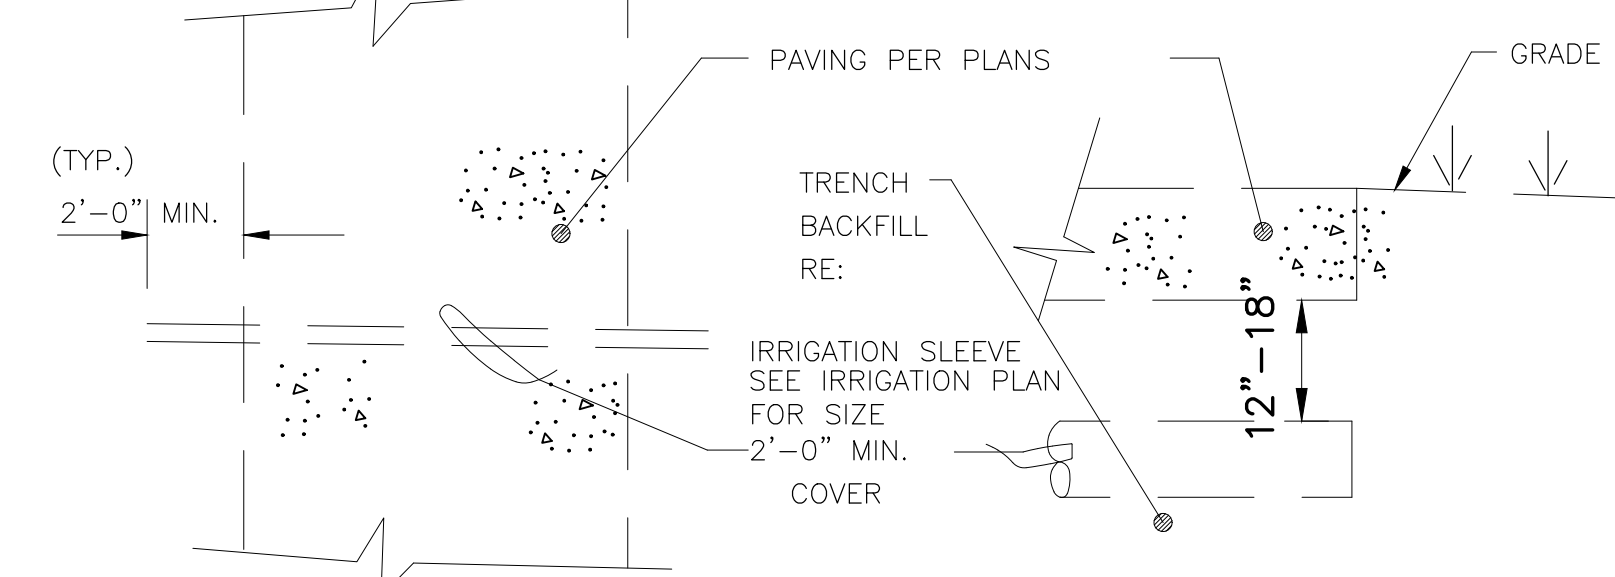 PAVING PER PLANS
GRADE
(TYP.)
2'-0" MIN.
TRENCH
BACKFILL
RE:
12"-18"
IRRIGATION SLEEVE
SEE IRRIGATION PLAN
FOR SIZE
2'-0" MIN.
COVER